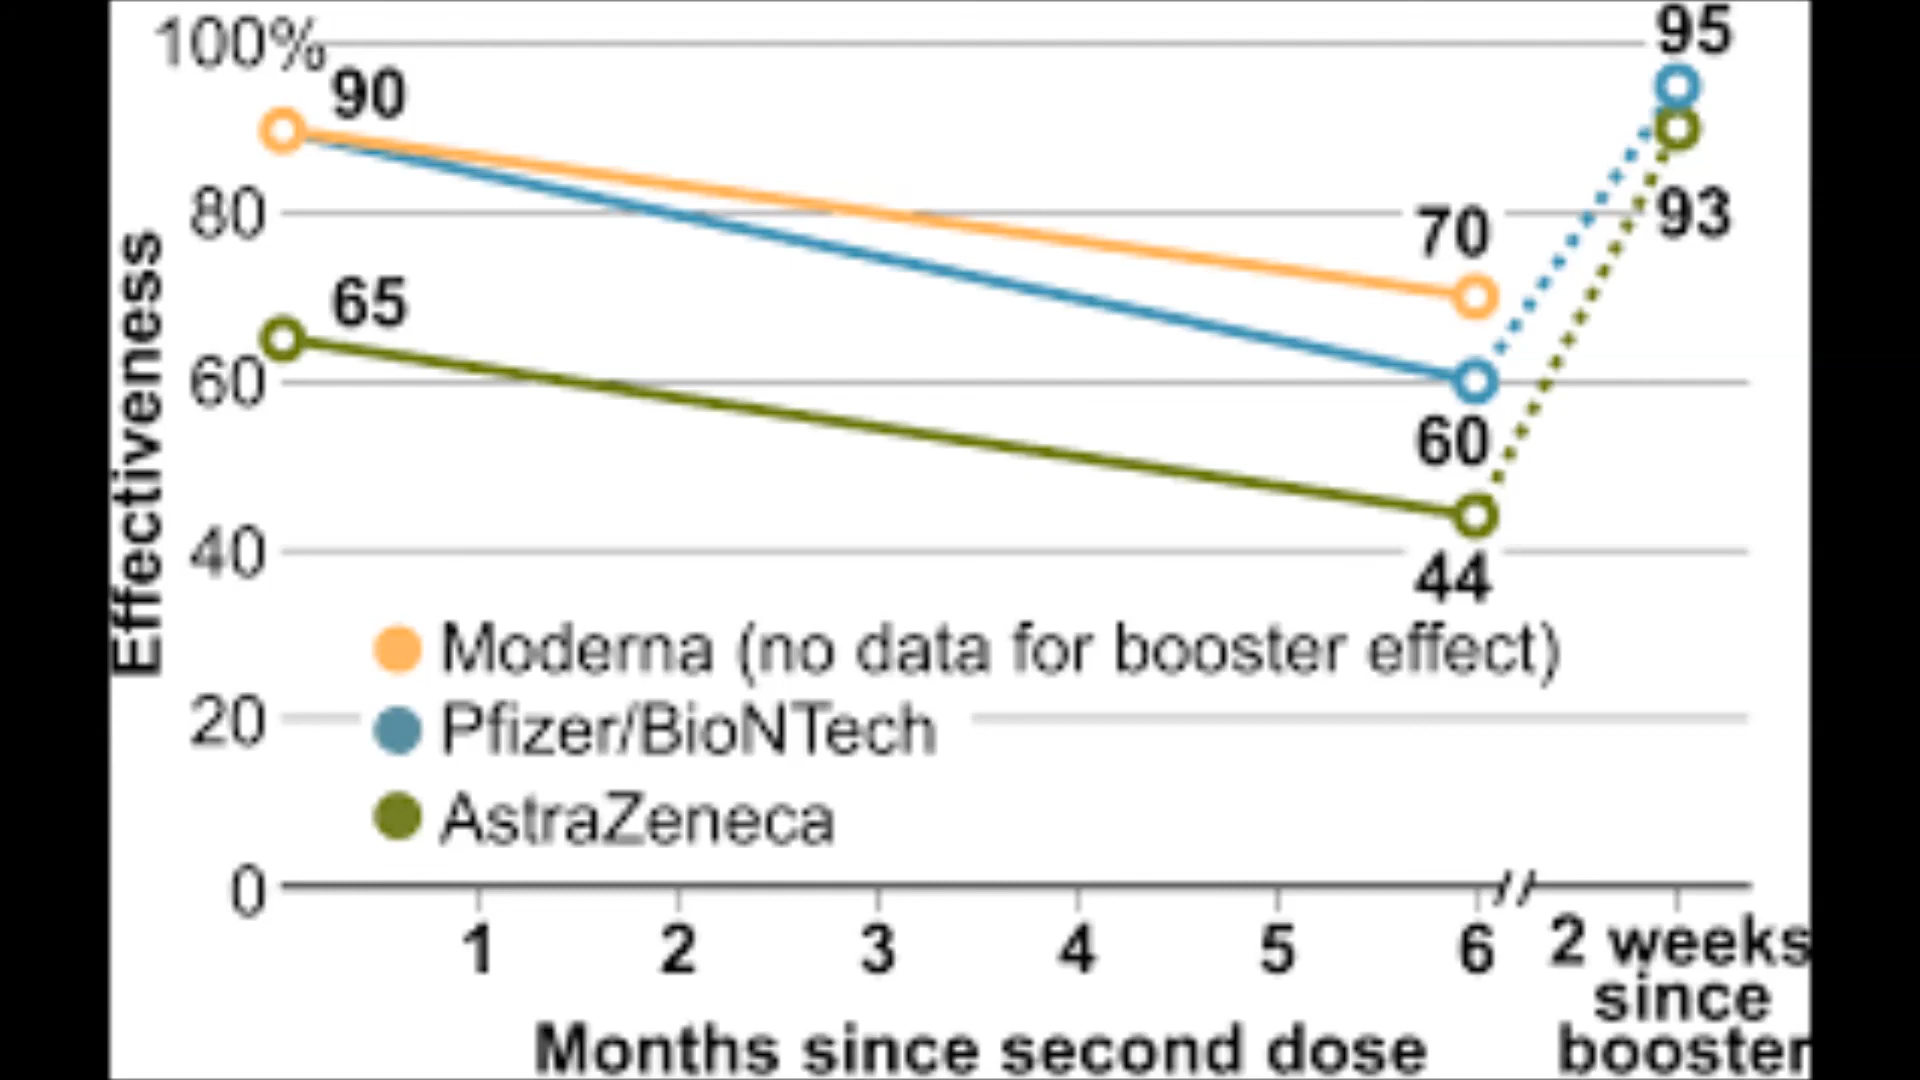 100%
95
90
80
70
93
Effectiveness
65
60
60
40
44
Moderna (no data for booster effect)
20
Pfizer/BioNTech
AstraZeneca
0
1 2 3 4 5 6 2 weeks
since
booster
Months since second dose